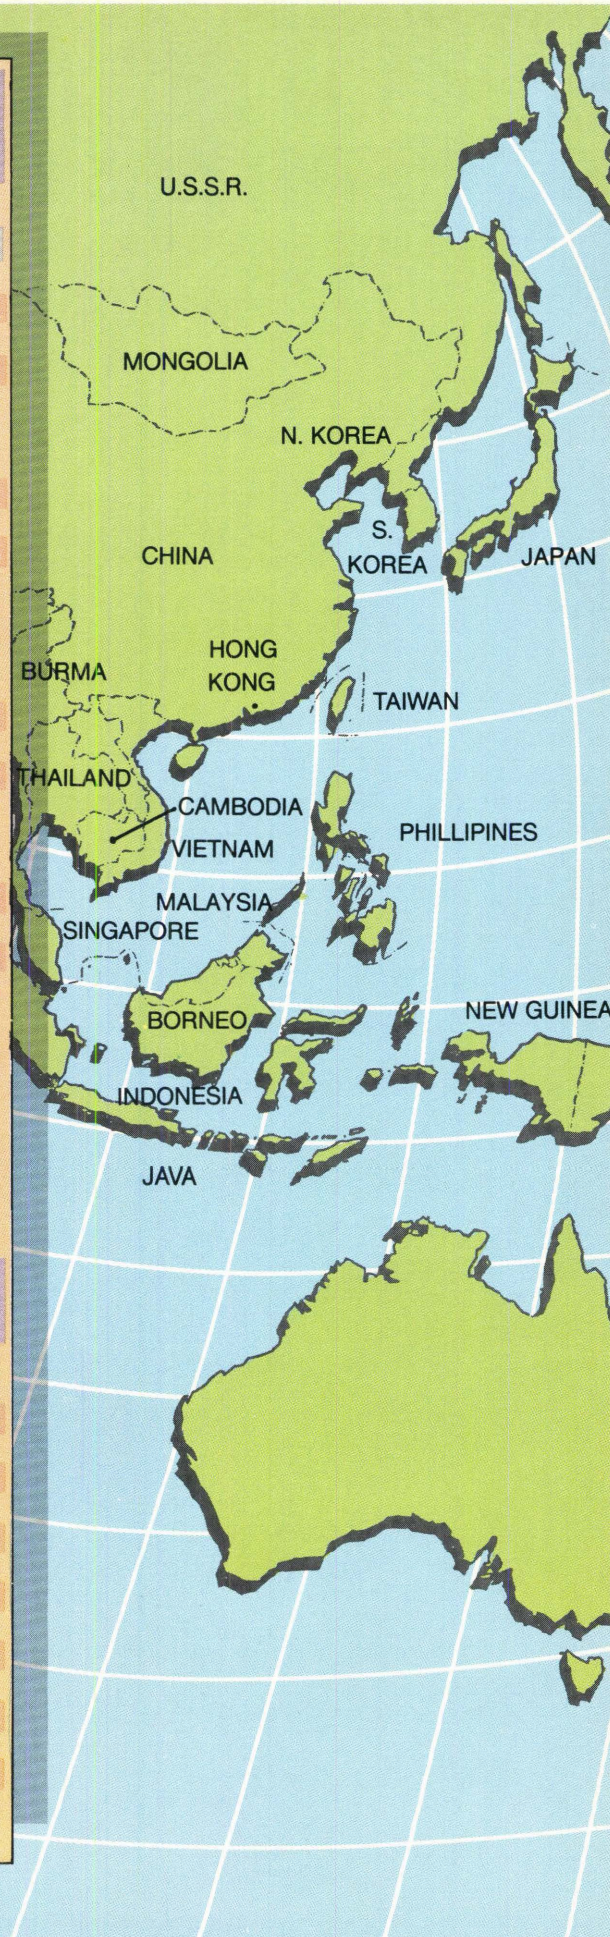 U.S.S.R.
MONGOLIA
N. KOREA
S.
KOREA
JAPAN
CHINA
HONG
KONG
BURMA
TAIWAN
THAILAND
CAMBODIA
PHILLIPINES
VIETNAM
MALAYSIA
SINGAPORE
NEW GUINEA
BORNEO
INDONESIA
JAVA